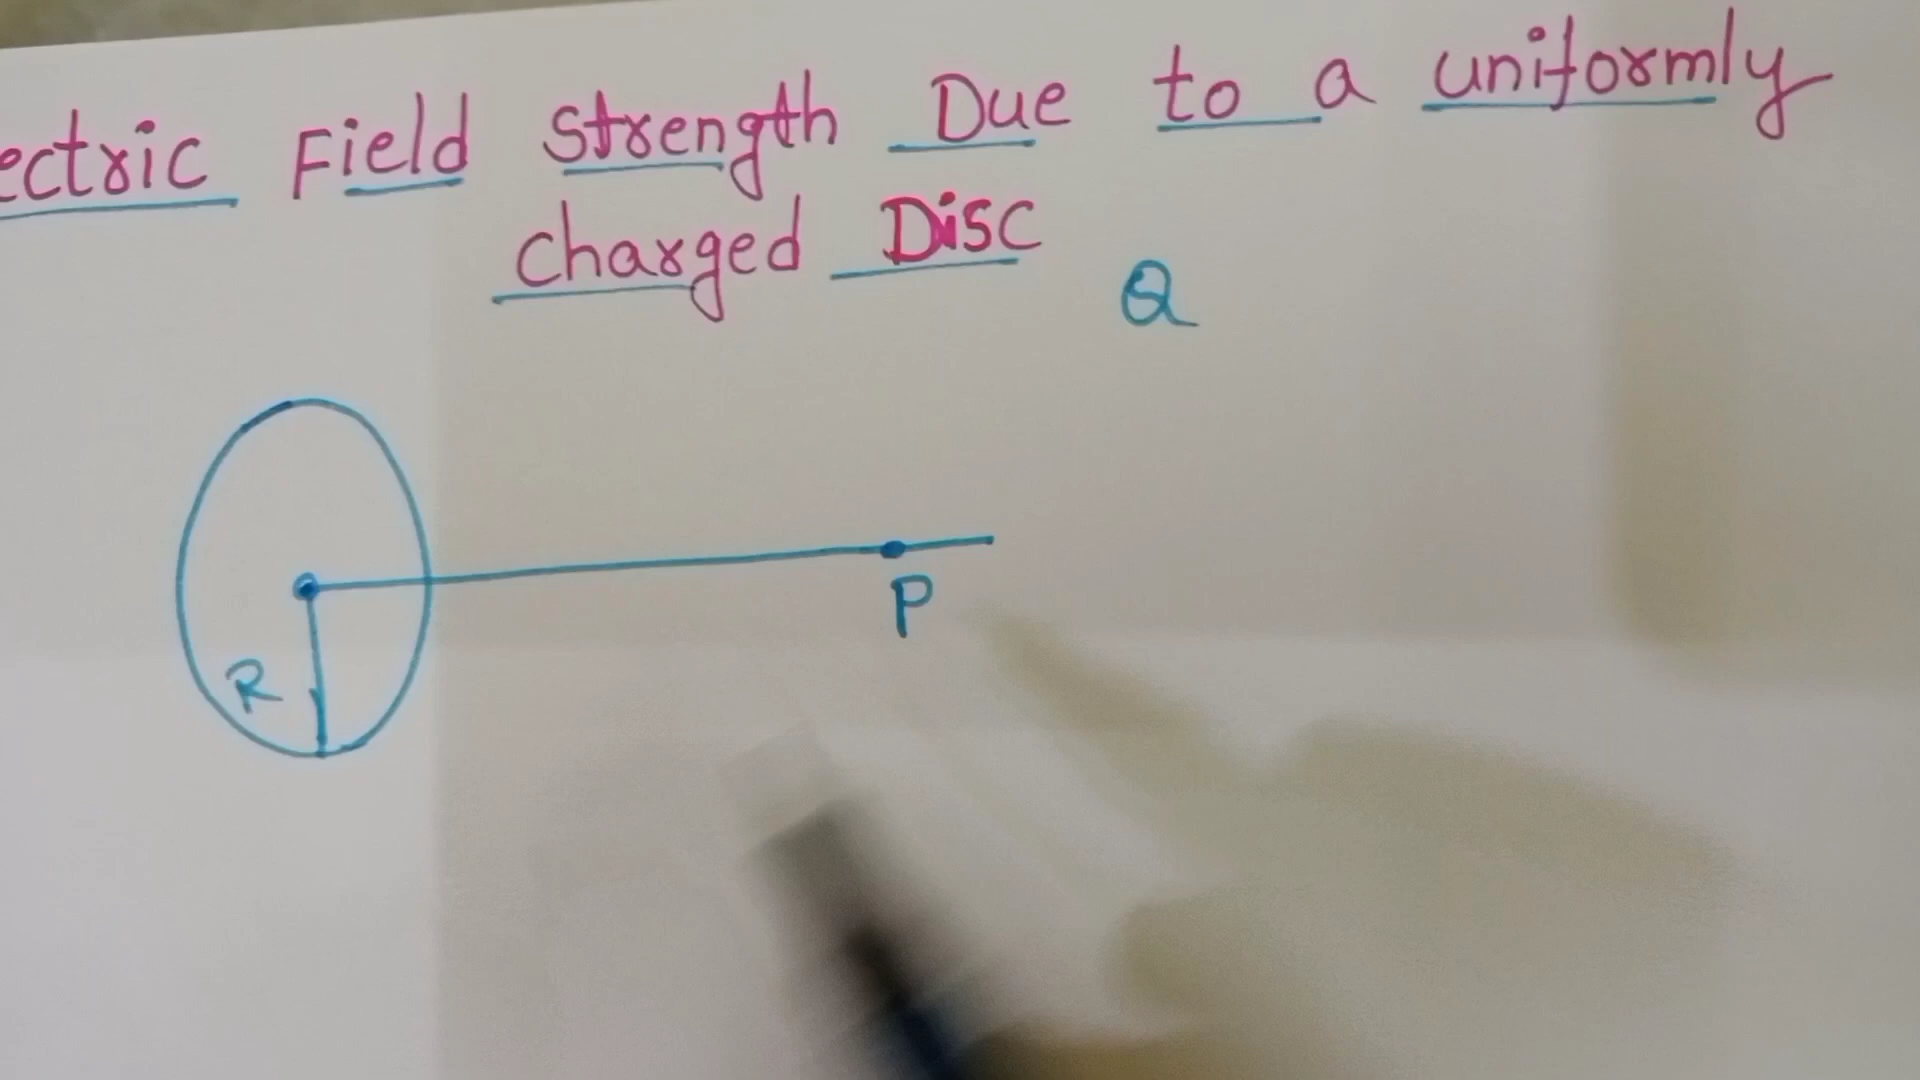 ectric Field Strength Due to a uniformly
charged Disc
Q
P
R